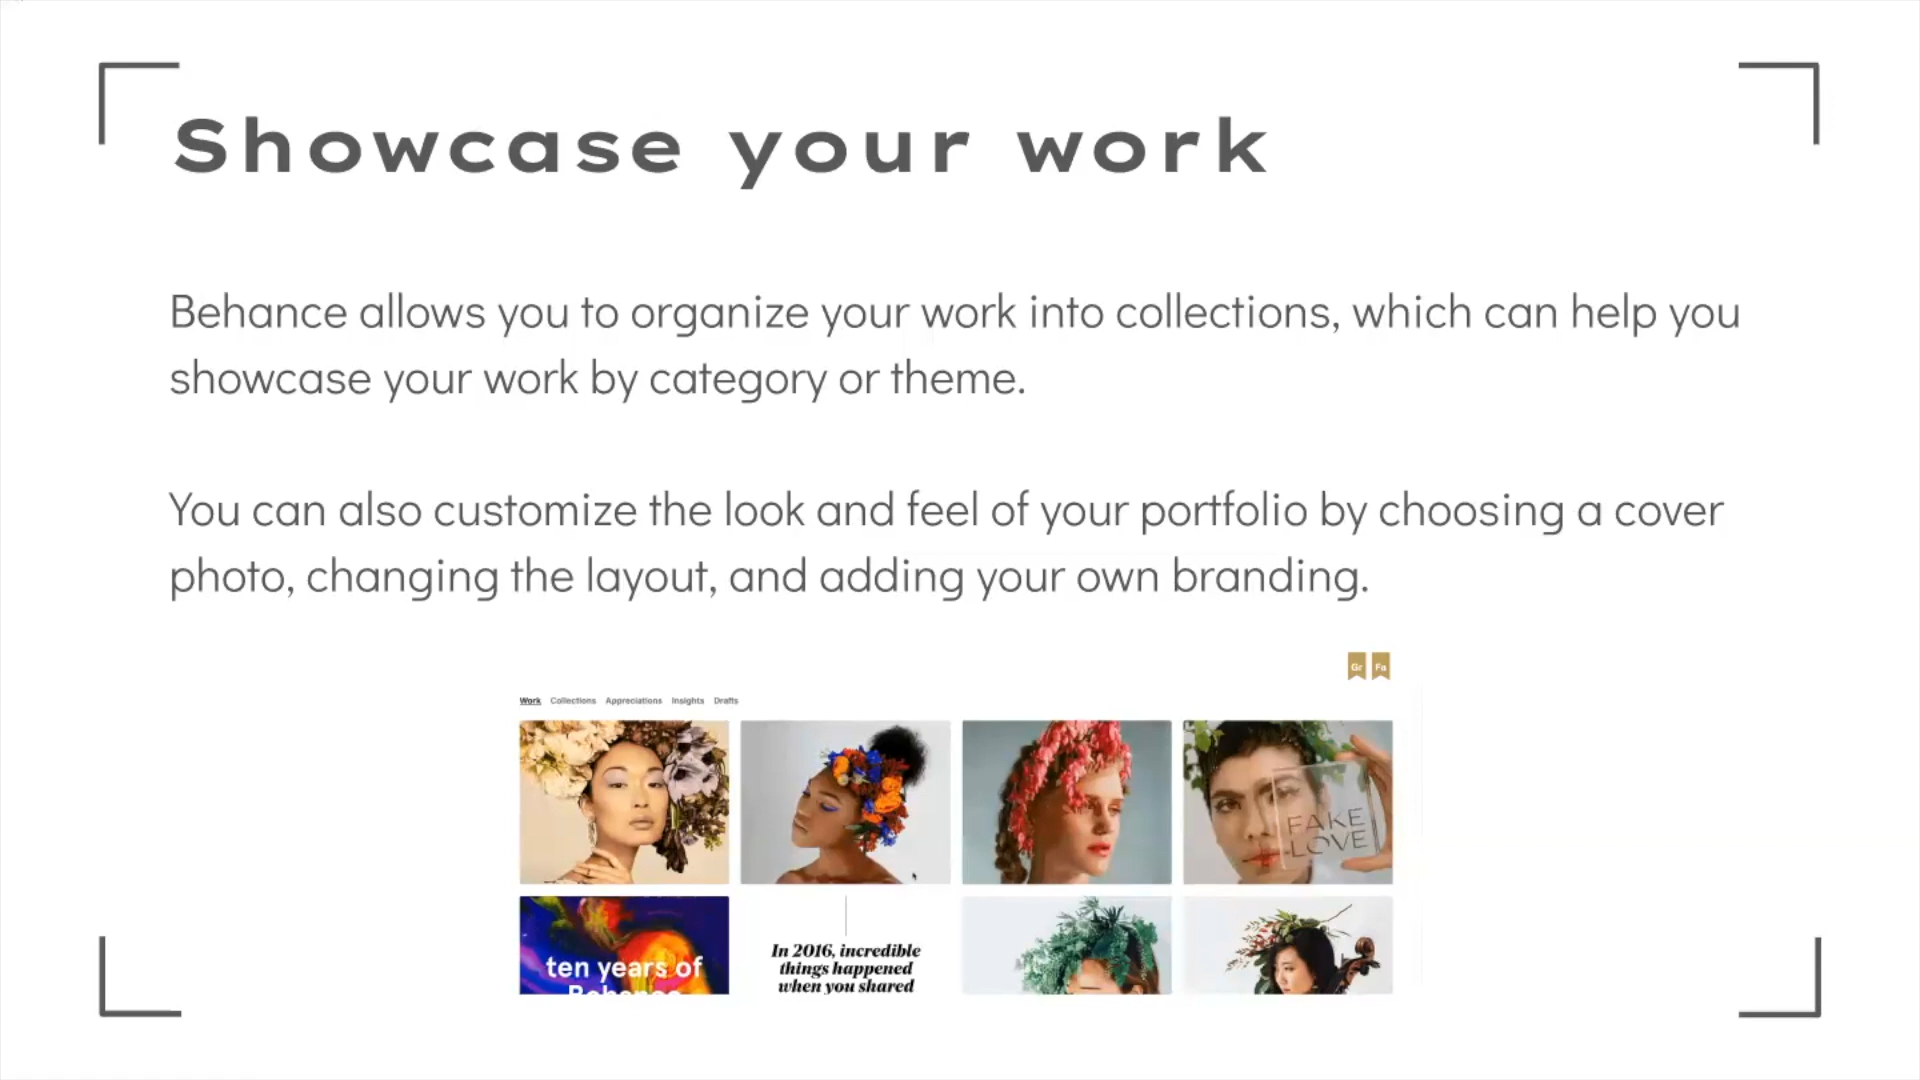 Showcase your work
Behance allows you to organize your work into collections, which can help you
showcase your work by category or theme.
You can also customize the look and feel of your portfolio by choosing a cover
photo, changing the layout, and adding your own branding.
Gr Fa
Work Collections Appreciations Insights Drafts
FAKE
LOVE
ten years of
Behance
In 2016, incredible
things happened
when you shared